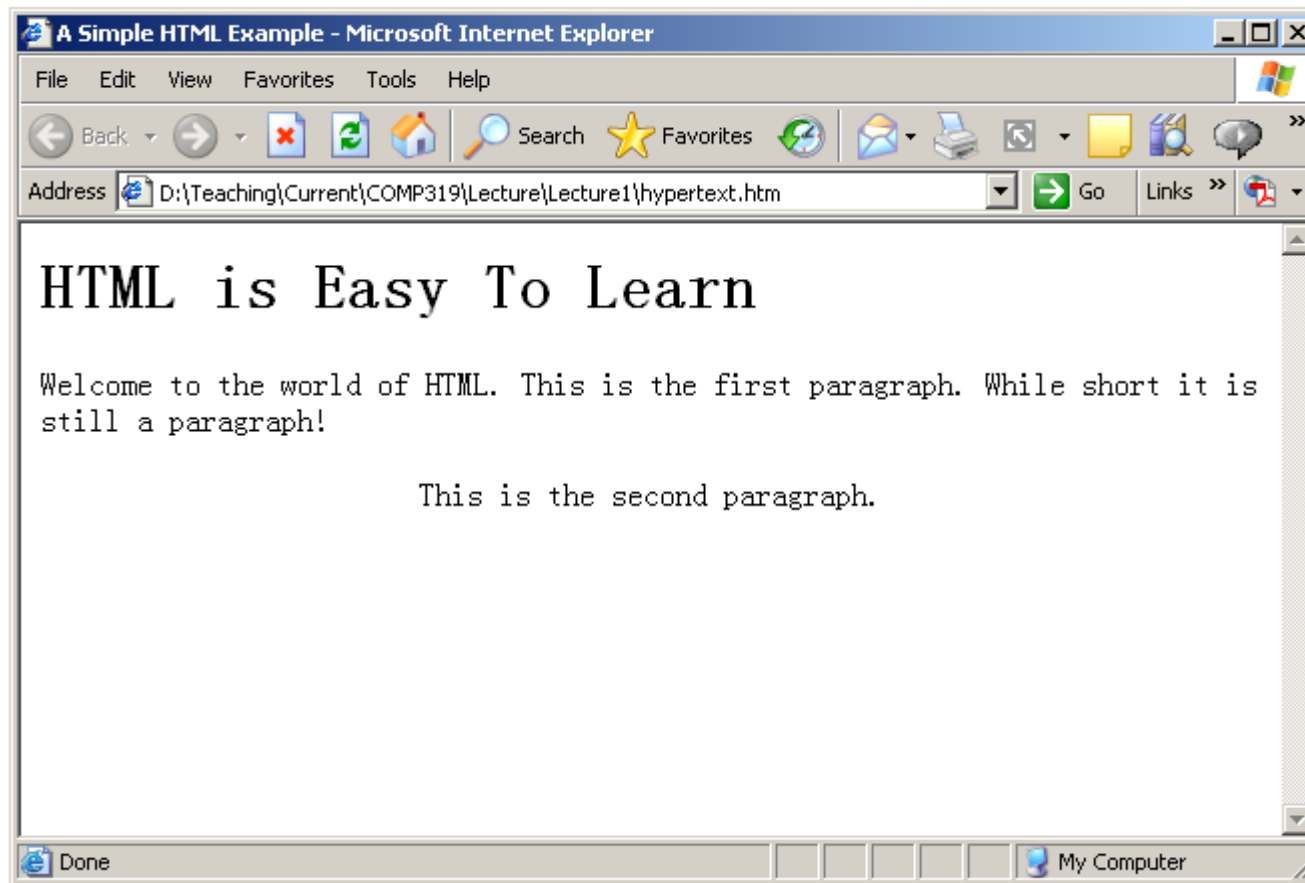 A Simple HTML Example - Microsoft Internet Explorer
File Edit View Favorites Tools Help
Back Search Favorites
Address D:\Teaching\Current\COMP319\Lecture\Lecture1\hypertext.htm Go Links
HTML is Easy To Learn
Welcome to the world of HTML. This is the first paragraph. While short it is
still a paragraph!
This is the second paragraph.
Done My Computer